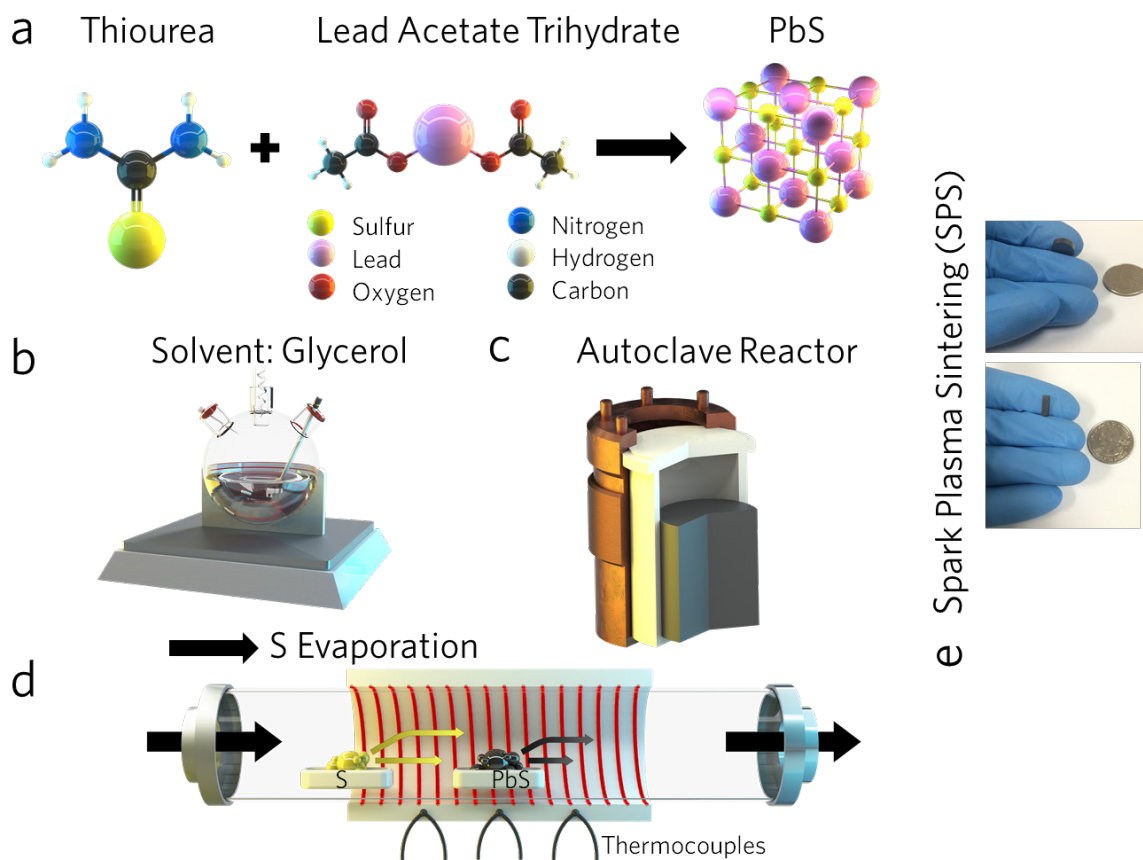 a
Thiourea
Lead Acetate Trihydrate
PbS
Sulfur
Lead
Oxygen
Nitrogen
Hydrogen
Carbon
b
Solvent: Glycerol
c
Autoclave Reactor
S Evaporation
d
S
PbS
Thermocouples
e
Spark Plasma Sintering (SPS)